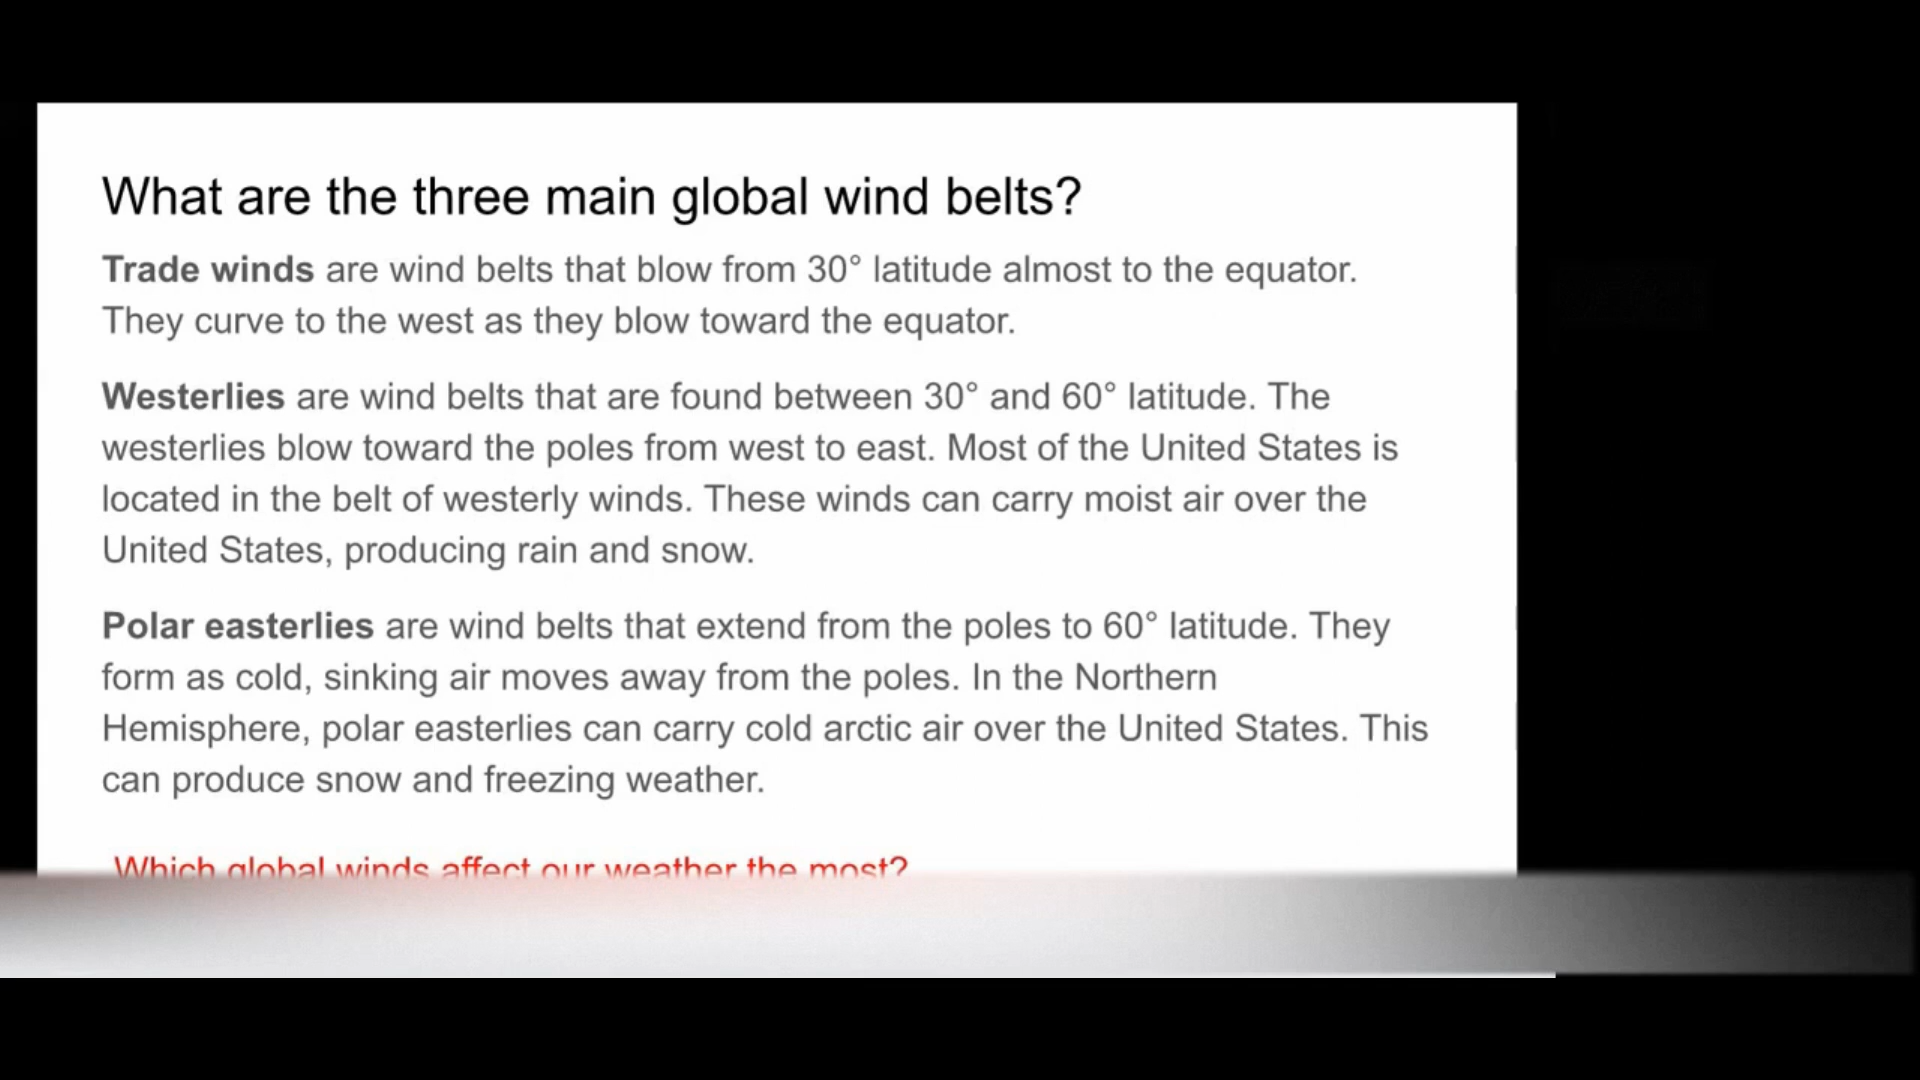 What are the three main global wind belts?
Trade winds are wind belts that blow from 30° latitude almost to the equator.
They curve to the west as they blow toward the equator.
Westerlies are wind belts that are found between 30° and 60° latitude. The
westerlies blow toward the poles from west to east. Most of the United States is
located in the belt of westerly winds. These winds can carry moist air over the
United States, producing rain and snow.
Polar easterlies are wind belts that extend from the poles to 60° latitude. They
form as cold, sinking air moves away from the poles. In the Northern
Hemisphere, polar easterlies can carry cold arctic air over the United States. This
can produce snow and freezing weather.
Which global winds affect our weather the most?